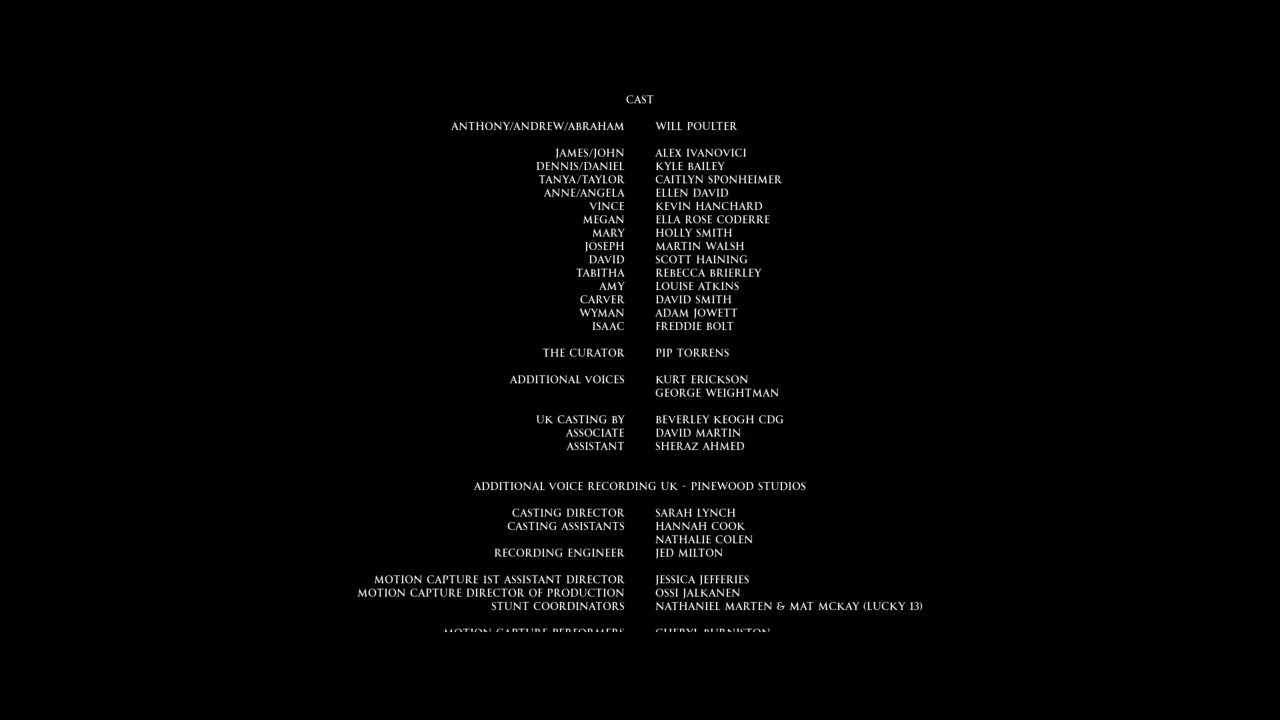 CAST
ANTHONY/ANDREW/ABRAHAM WILL POULTER
JAMES/JOHN ALEX IVANOVICI
DENNIS/DANIEL KYLE BAILEY
TANYA/TAYLOR CAITLYN SPONHEIMER
ANNE/ANGELA ELLEN DAVID
VINCE KEVIN HANCHARD
MEGAN ELLA ROSE CODERRE
MARY HOLLY SMITH
JOSEPH MARTIN WALSH
DAVID SCOTT HAINING
TABITHA REBECCA BRIERLEY
AMY LOUISE ATKINS
CARVER DAVID SMITH
WYMAN ADAM JOWETT
ISAAC FREDDIE BOLT
THE CURATOR PIP TORRENS
ADDITIONAL VOICES KURT ERICKSON
GEORGE WEIGHTMAN
UK CASTING BY BEVERLEY KEOGH CDG
ASSOCIATE DAVID MARTIN
ASSISTANT SHERAZ AHMED
ADDITIONAL VOICE RECORDING UK - PINEWOOD STUDIOS
CASTING DIRECTOR SARAH LYNCH
CASTING ASSISTANTS HANNAH COOK
NATHALIE COLEN
RECORDING ENGINEER JED MILTON
MOTION CAPTURE 1ST ASSISTANT DIRECTOR JESSICA JEFFERIES
MOTION CAPTURE DIRECTOR OF PRODUCTION OSSI JALKANEN
STUNT COORDINATORS NATHANIEL MARTEN & MAT MCKAY (LUCKY 13)
MOTION CAPTURE PERFORMERS CHERYL BURNISTON